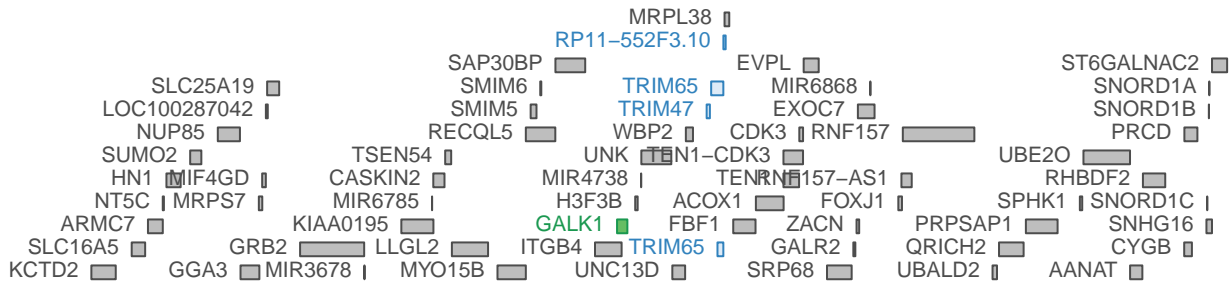 MRPL38
RP11−552F3.10
SAP30BP EVPL ST6GALNAC2
SLC25A19 SMIM6 TRIM65 MIR6868 SNORD1A
LOC100287042 SMIM5 TRIM47 EXOC7 SNORD1B
NUP85 RECQL5 WBP2 CDK3 RNF157 PRCD
SUMO2 TSEN54 UNK TEN1−CDK3 UBE2O
HN1 MIF4GD CASKIN2 MIR4738 TEN1 RNF157−AS1 RHBDF2
NT5C MRPS7 MIR6785 H3F3B ACOX1 FOXJ1 SPHK1 SNORD1C
ARMC7 KIAA0195 GALK1 FBF1 ZACN PRPSAP1 SNHG16
SLC16A5 GRB2 LLGL2 ITGB4 TRIM65 GALR2 QRICH2 CYGB
KCTD2 GGA3 MIR3678 MYO15B UNC13D SRP68 UBALD2 AANAT